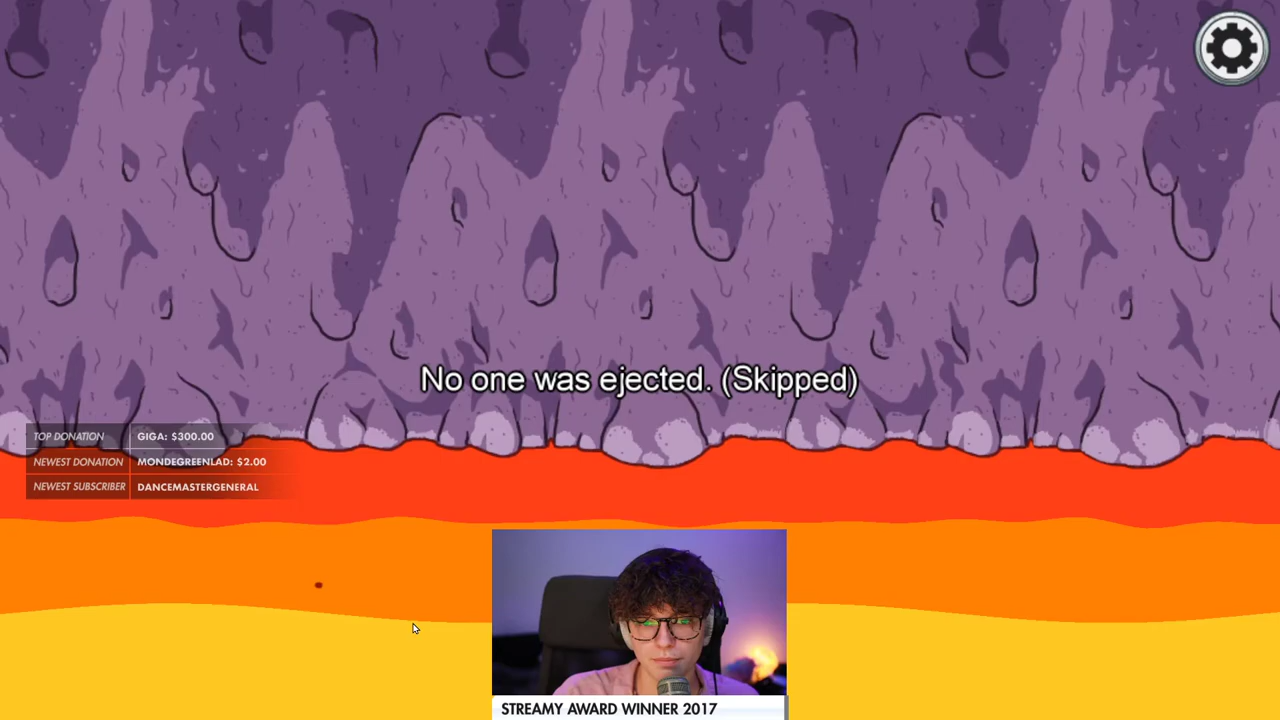 No one was ejected. (Skipped)
TOP DONATION GIGA: $300.00
NEWEST DONATION MONDEGREENLAD: $2.00
NEWEST SUBSCRIBER DANCEMASTERGENERAL
STREAMY AWARD WINNER 2017